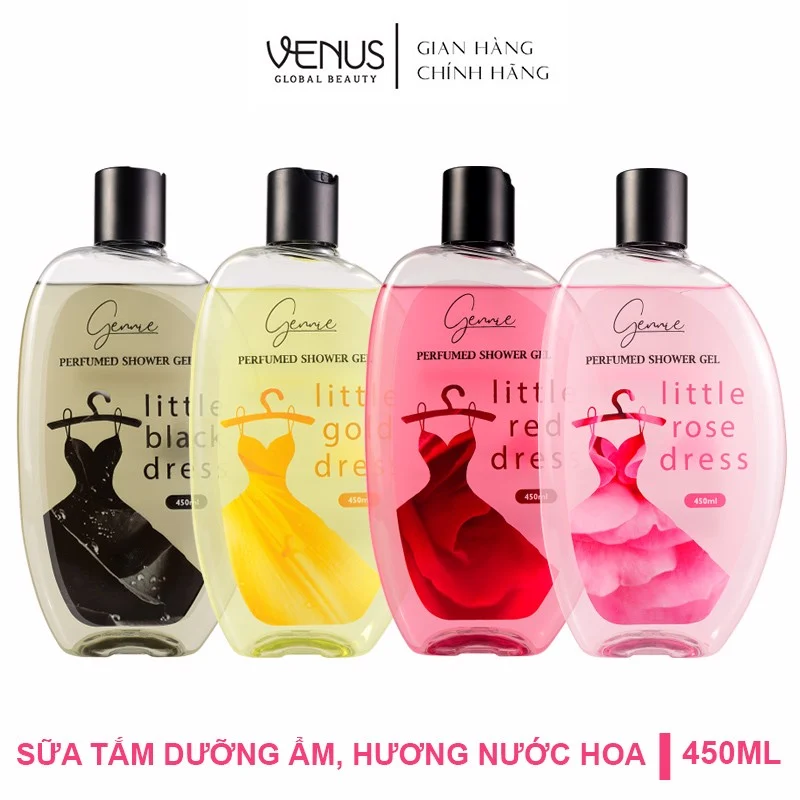 VENUS
GLOBAL BEAUTY
GIAN HÀNG
CHÍNH HÃNG
Gennie
PERFUMED SHOWER GEL
little
black
dress
450ml
Gennie
PERFUMED SHOWER GEL
little
gold
dress
450ml
Gennie
PERFUMED SHOWER GEL
little
red
dress
450ml
Gennie
PERFUMED SHOWER GEL
little
rose
dress
450ml
SỮA TẮM DƯỠNG ẨM, HƯƠNG NƯỚC HOA
450ML